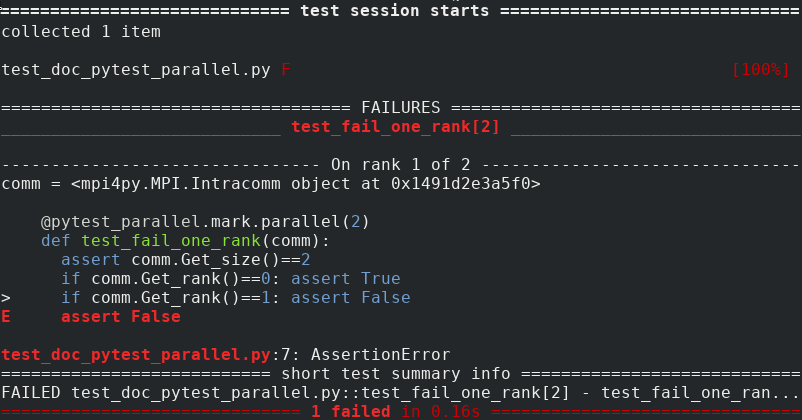 ============================= test session starts ==============================
collected 1 item

test_doc_pytest_parallel.py F                                            [100%]

=================================== FAILURES ===================================
____________________________ test_fail_one_rank[2] _____________________________

-------------------------------- On rank 1 of 2 --------------------------------
comm = <mpi4py.MPI.Intracomm object at 0x1491d2e3a5f0>

    @pytest_parallel.mark.parallel(2)
    def test_fail_one_rank(comm):
      assert comm.Get_size()==2
      if comm.Get_rank()==0: assert True
>     if comm.Get_rank()==1: assert False
E     assert False

test_doc_pytest_parallel.py:7: AssertionError
=========================== short test summary info ============================
FAILED test_doc_pytest_parallel.py::test_fail_one_rank[2] - test_fail_one_ran...
============================== 1 failed in 0.16s ===============================